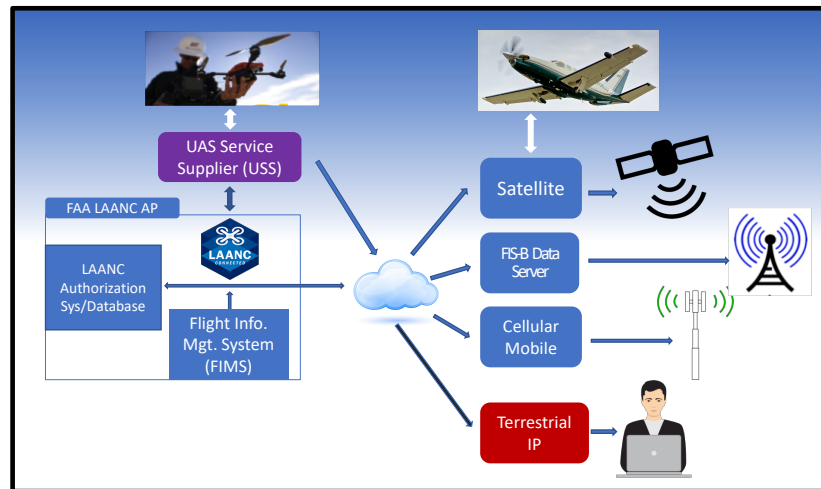 UAS Service
Supplier (USS)
FAA LAANC AP
LAANC
CONNECTED
LAANC
Authorization
Sys/Database
Flight Info.
Mgt. System
(FIMS)
Satellite
FIS-B Data
Server
Cellular
Mobile
Terrestrial
IP